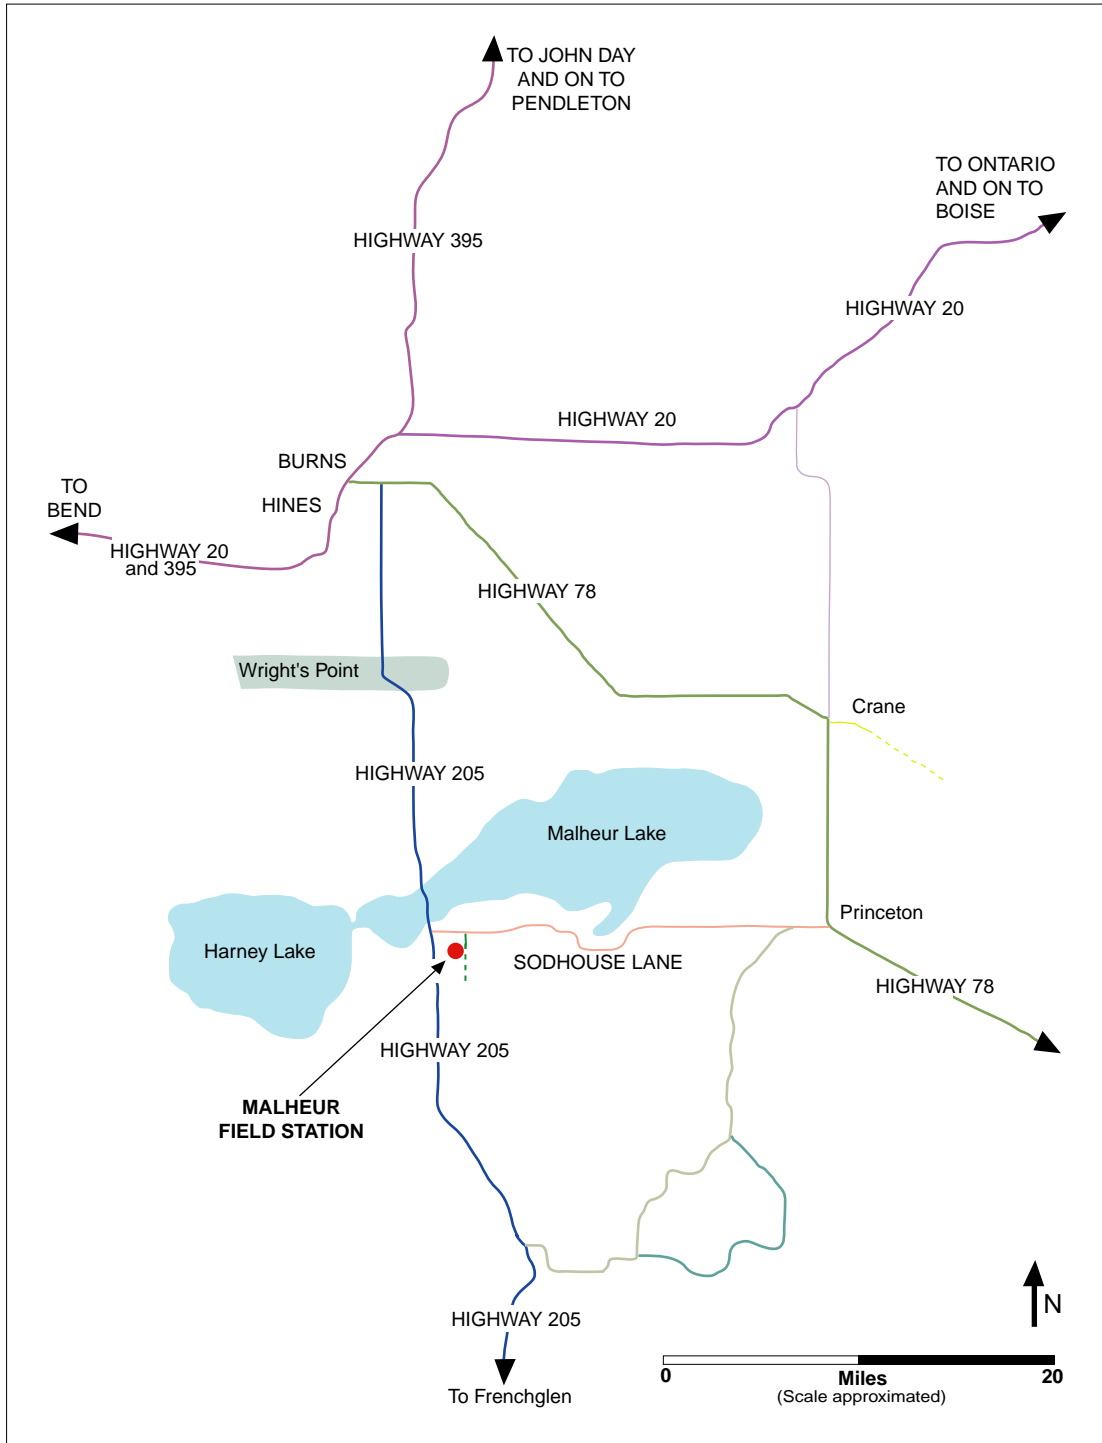 TO JOHN DAY
AND ON TO
PENDLETON
TO ONTARIO
AND ON TO
BOISE
HIGHWAY 395
HIGHWAY 20
HIGHWAY 20
BURNS
TO
BEND
HINES
HIGHWAY 20
and 395
HIGHWAY 78
Wright's Point
Crane
HIGHWAY 205
Malheur Lake
Princeton
Harney Lake
SODHOUSE LANE
HIGHWAY 78
HIGHWAY 205
MALHEUR
FIELD STATION
N
HIGHWAY 205
0
Miles
20
(Scale approximated)
To Frenchglen